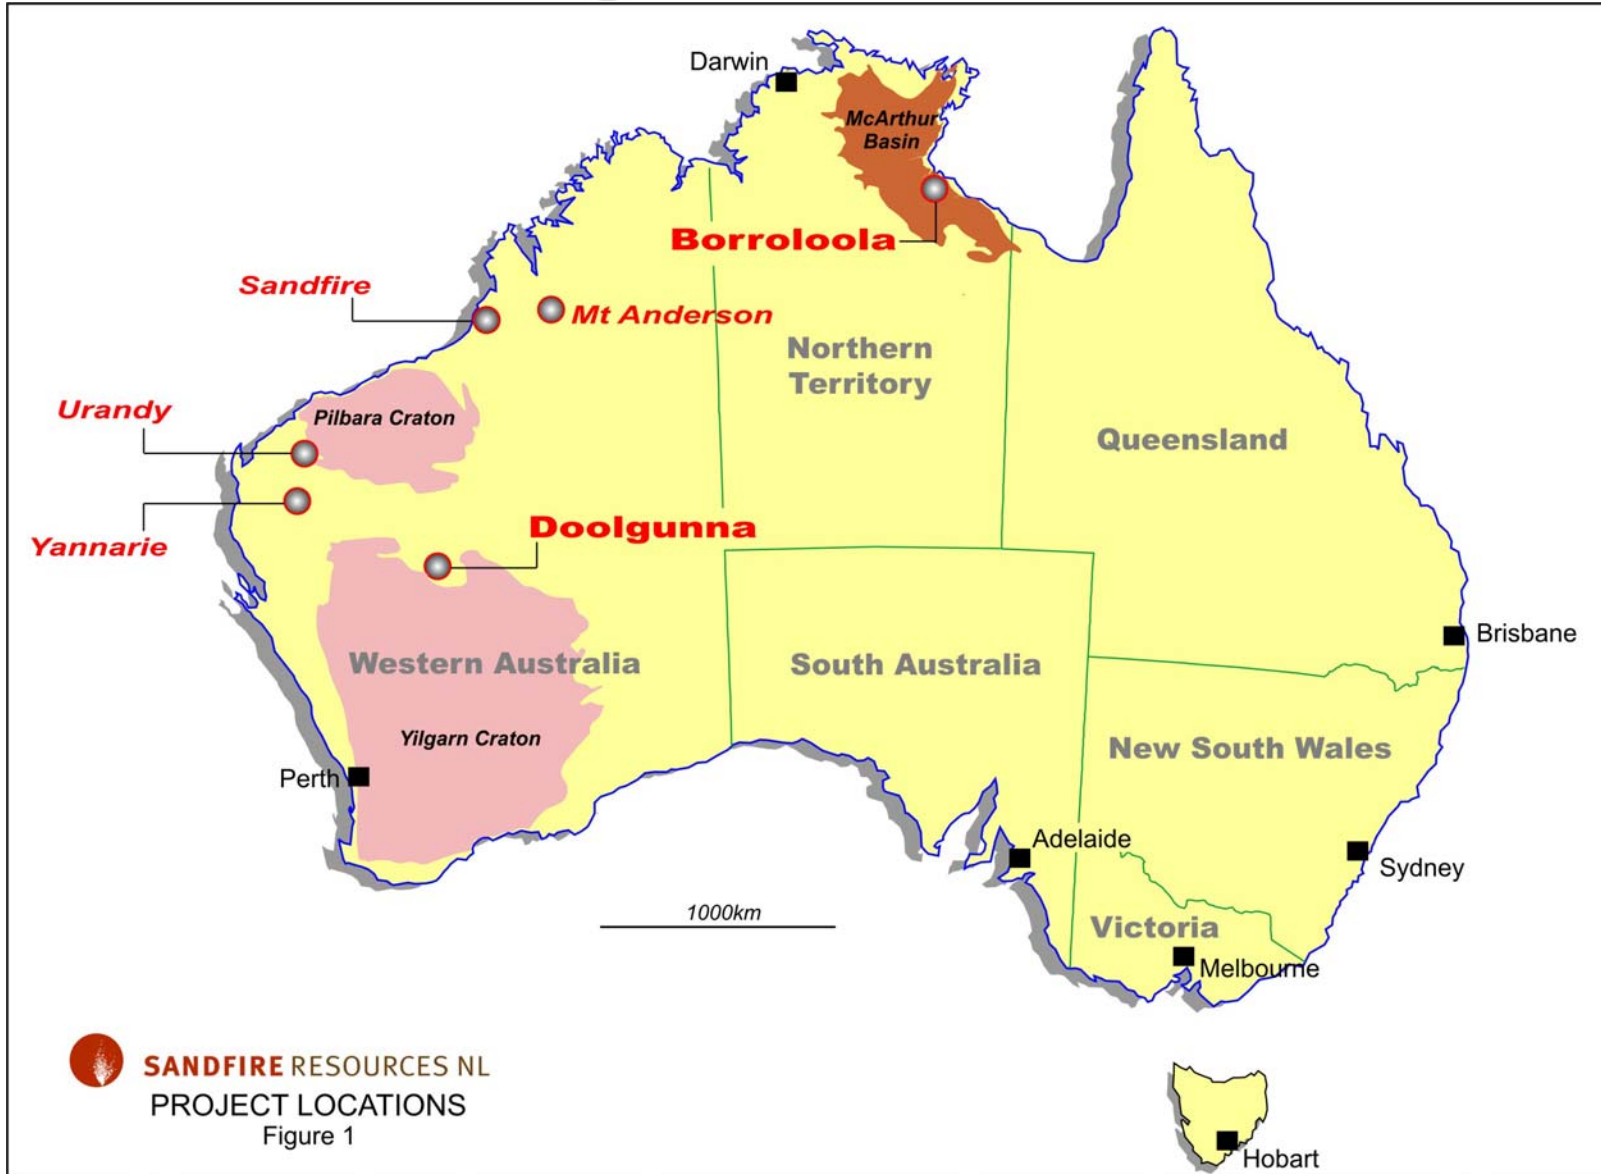 Darwin
McArthur
Basin
Borroloola
Sandfire
Mt Anderson
Northern
Territory
Urandy
Pilbara Craton
Queensland
Yannarie
Doolgunna
Brisbane
Western Australia
South Australia
Yilgarn Craton
New South Wales
Perth
Adelaide
Sydney
1000km
Victoria
Melbourne
SANDFIRE RESOURCES NL
PROJECT LOCATIONS
Figure 1
Hobart